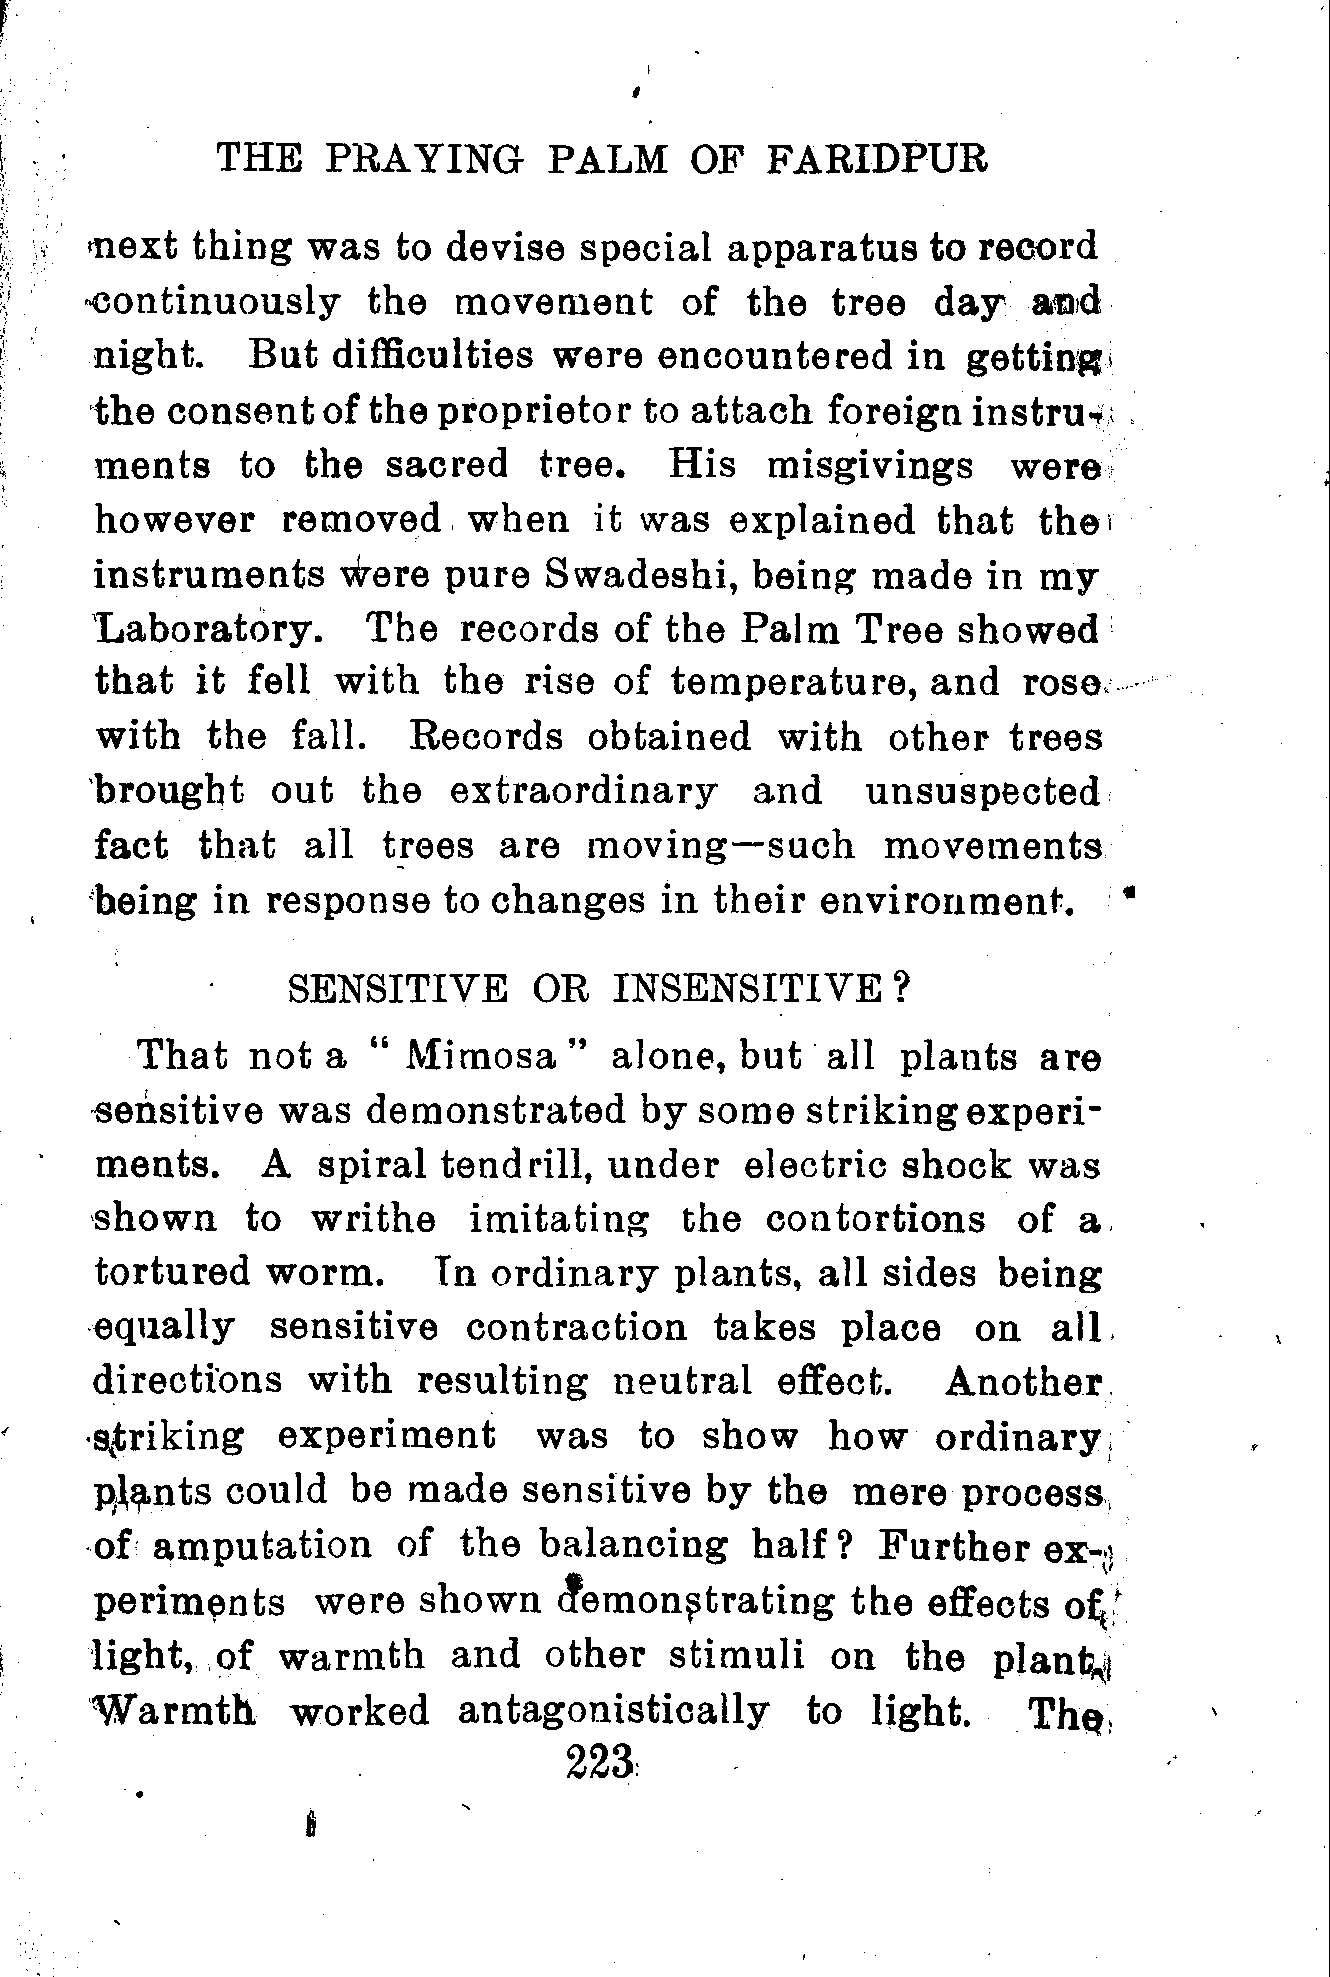 THE PRAYING PALM OF FARIDPUR
next thing was to devise special apparatus to record
continuously the movement of the tree day and
night. But difficulties were encountered in getting
the consent of the proprietor to attach foreign instru-
ments to the sacred tree. His misgivings were
however removed when it was explained that the
instruments were pure Swadeshi, being made in my
Laboratory. The records of the Palm Tree showed
that it fell with the rise of temperature, and rose
with the fall. Records obtained with other trees
brought out the extraordinary and unsuspected
fact that all trees are moving—such movements
being in response to changes in their environment.
SENSITIVE OR INSENSITIVE ?
That not a “ Mimosa ” alone, but all plants are
sensitive was demonstrated by some striking experi-
ments. A spiral tendrill, under electric shock was
shown to writhe imitating the contortions of a
tortured worm. In ordinary plants, all sides being
equally sensitive contraction takes place on all
directions with resulting neutral effect. Another
striking experiment was to show how ordinary
plants could be made sensitive by the mere process
of amputation of the balancing half ? Further ex-
periments were shown demonstrating the effects of
light, of warmth and other stimuli on the plant.
Warmth worked antagonistically to light. The
223